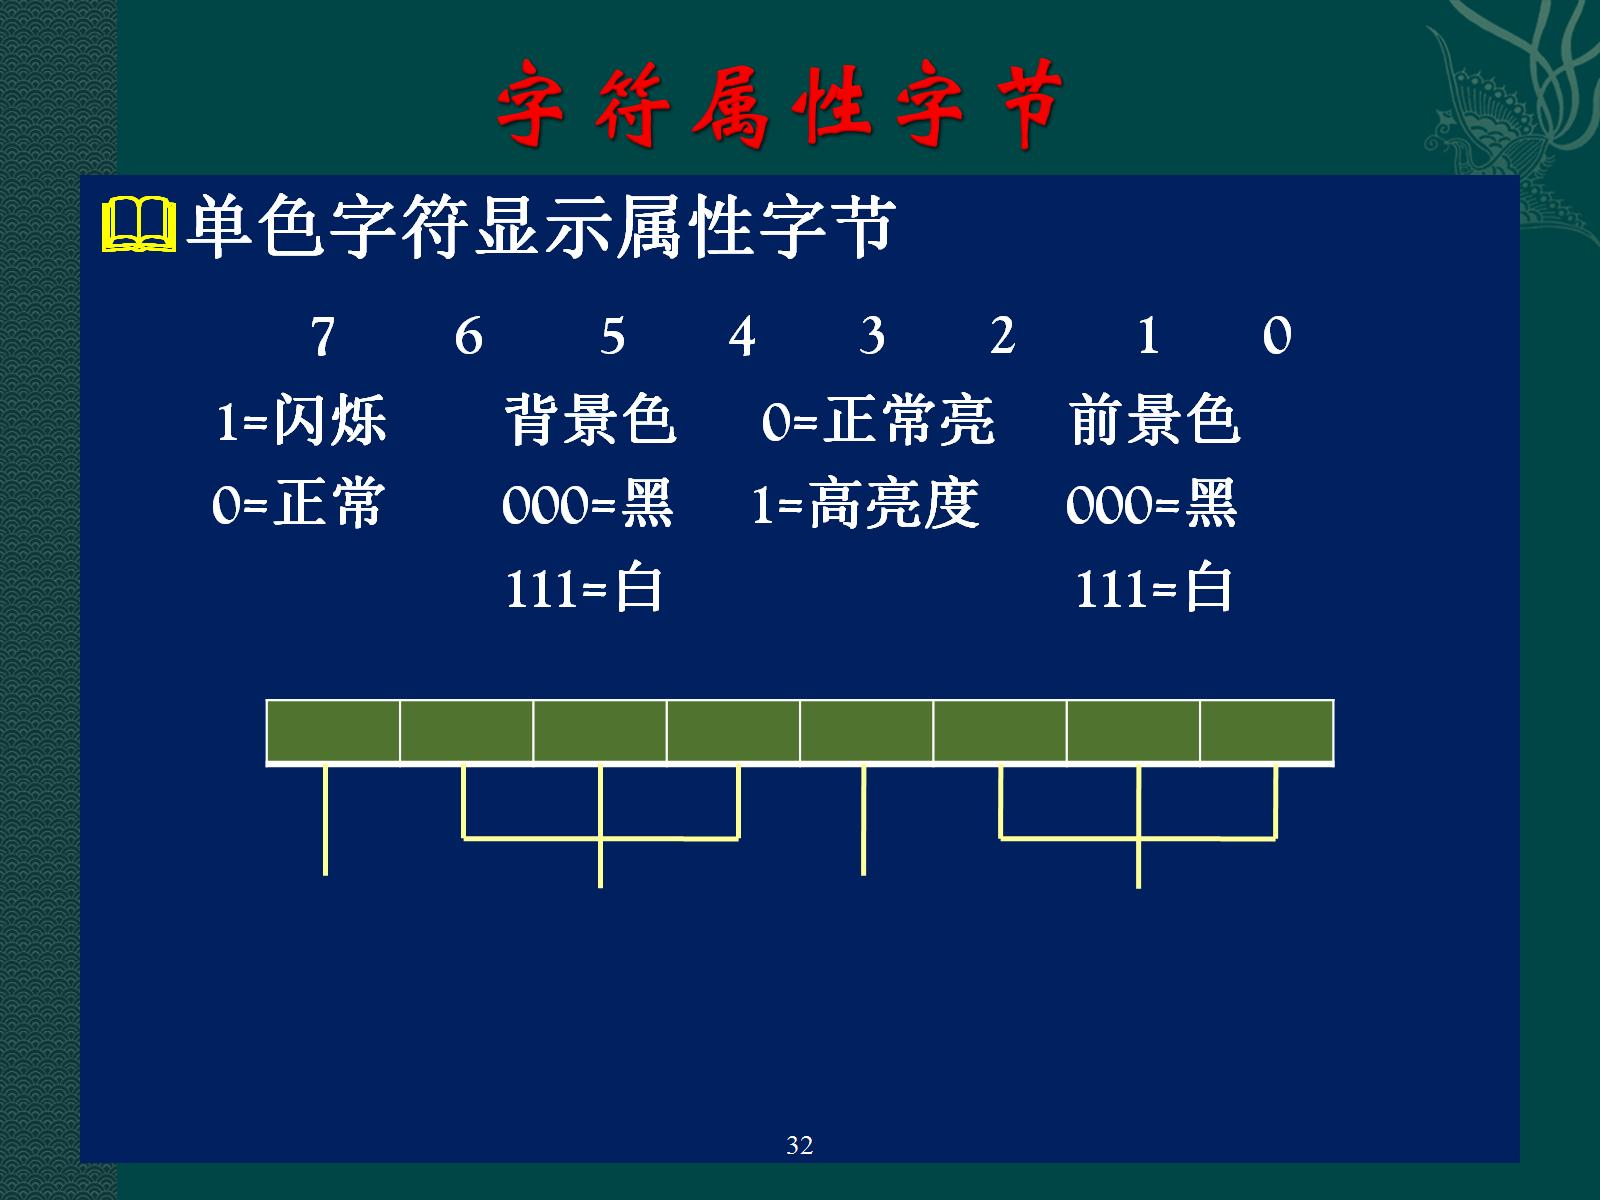 字符属性字节
单色字符显示属性字节
7 6 5 4 3 2 1 0
1=闪烁 背景色 0=正常亮 前景色
0=正常 000=黑 1=高亮度 000=黑
111=白 111=白
32